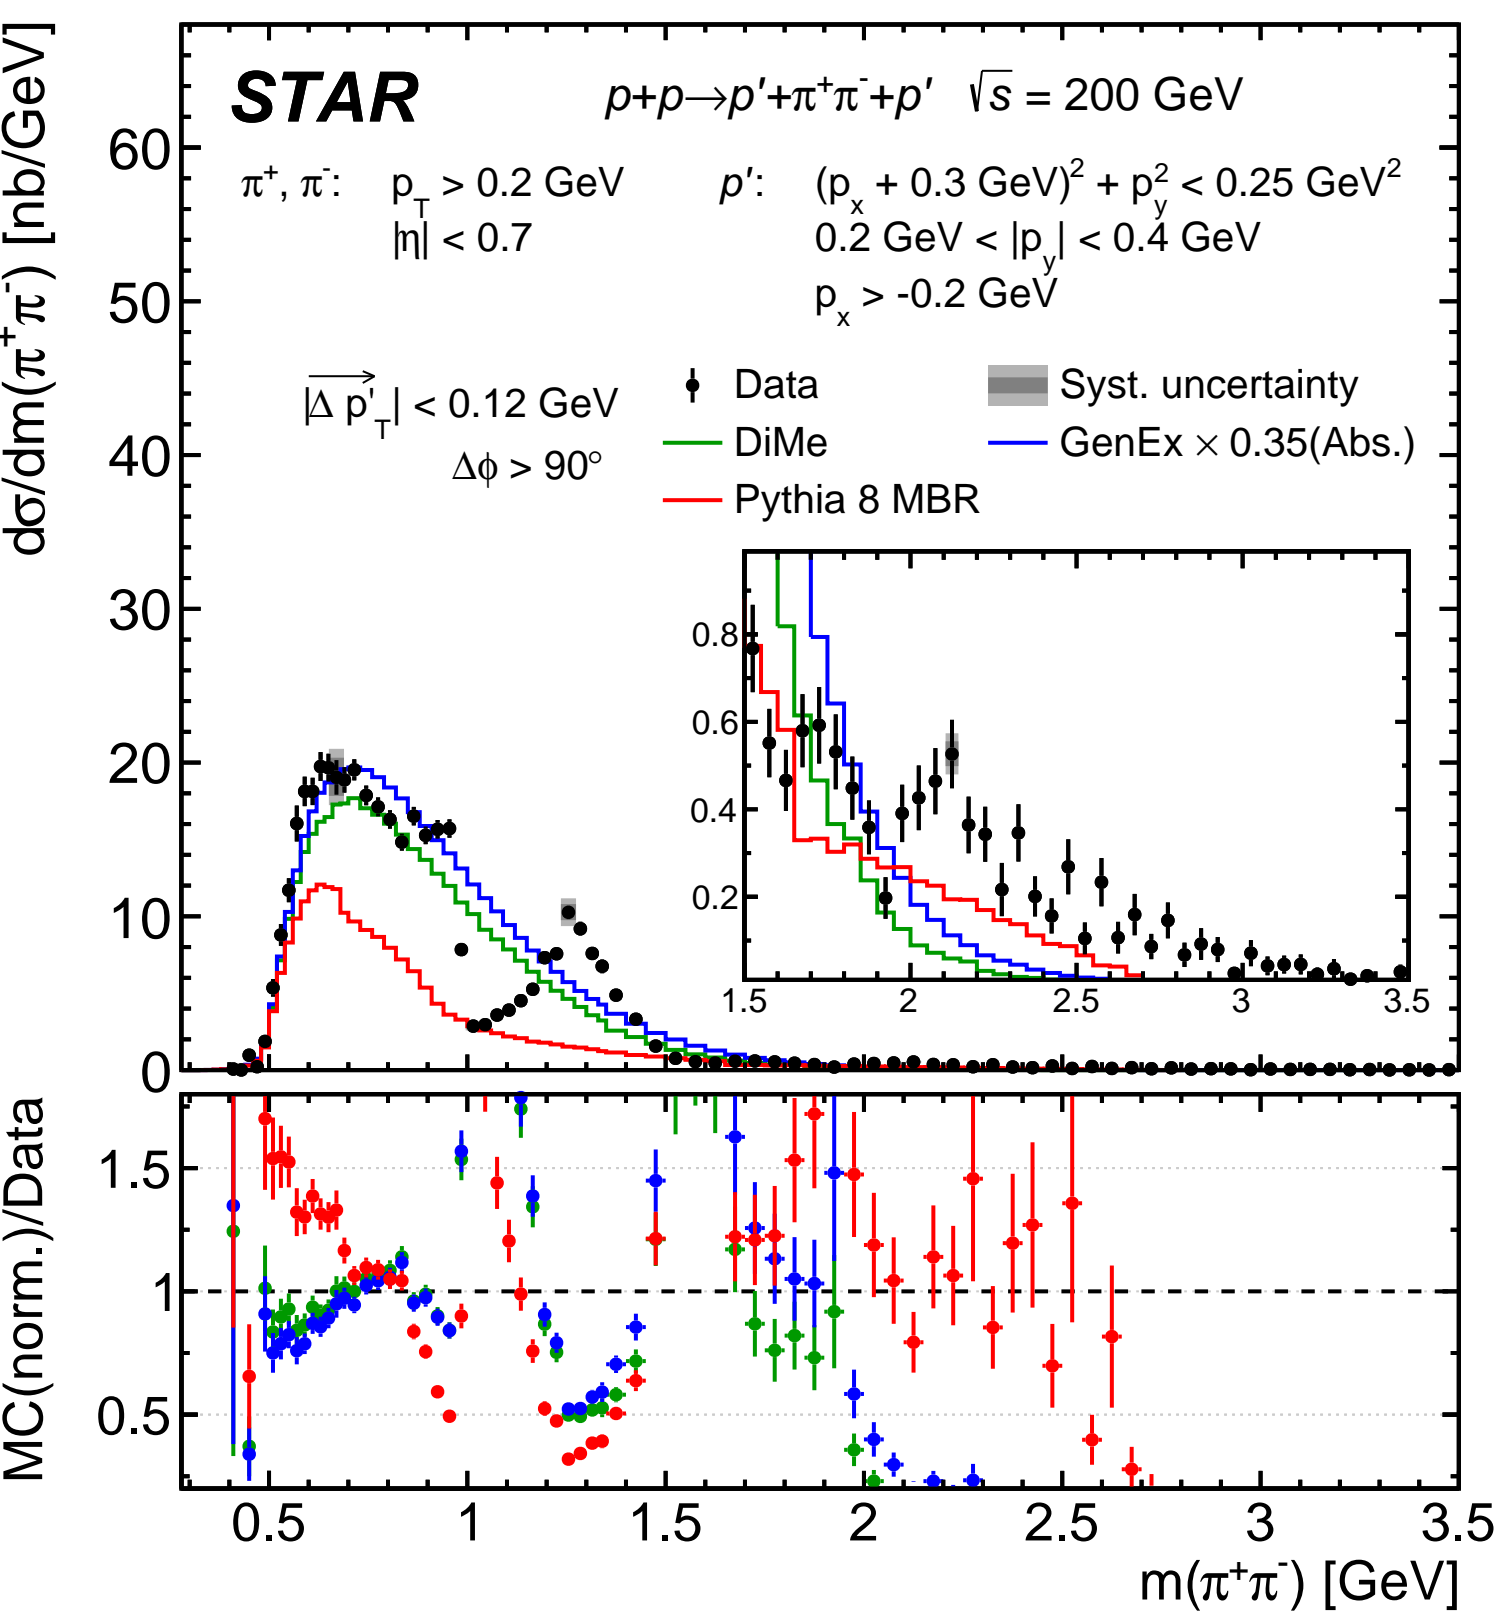 STAR p+p→p′+π⁺π⁻+p′ √s = 200 GeV
π⁺, π⁻: p_T > 0.2 GeV p′: (p_x + 0.3 GeV)² + p_y² < 0.25 GeV²
|η| < 0.7 0.2 GeV < |p_y| < 0.4 GeV
p_x > -0.2 GeV
|Δ p⃗'_T| < 0.12 GeV
Δϕ > 90°
Data Syst. uncertainty
DiMe GenEx × 0.35(Abs.)
Pythia 8 MBR
dσ/dm(π⁺π⁻) [nb/GeV]
60
50
40
30
20
10
0
0.8
0.6
0.4
0.2
1.5 2 2.5 3 3.5
MC(norm.)/Data
1.5
1
0.5
0.5 1 1.5 2 2.5 3 3.5
m(π⁺π⁻) [GeV]